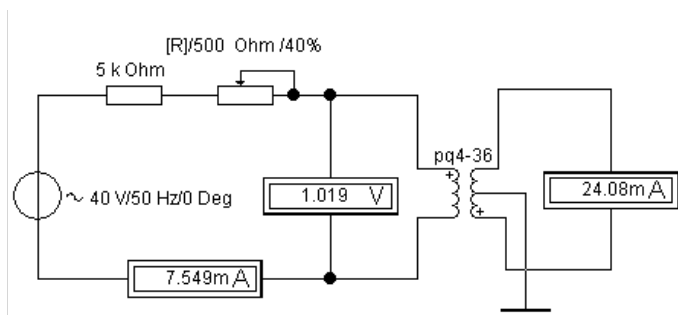 [R]/500 Ohm /40%
5 k Ohm
pq4-36
40 V/50 Hz/0 Deg
1.019 V
24.08m A
7.549m A